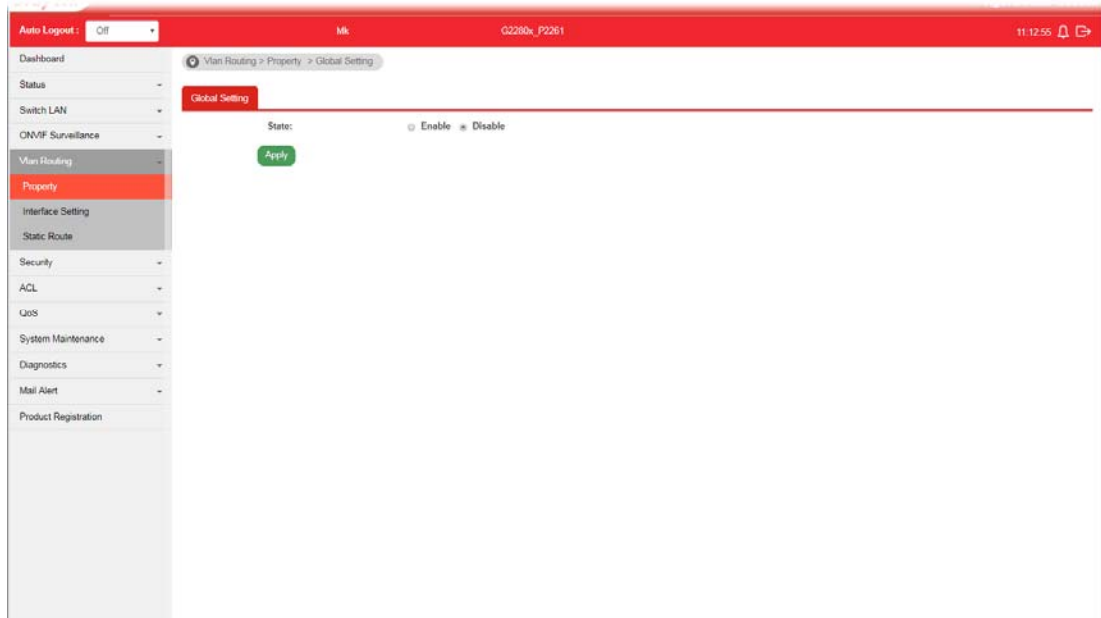 Auto Logout : Off Mk G2280x_P2261 11:12:55
Dashboard
Vlan Routing > Property > Global Setting
Status
Global Setting
Switch LAN
State: Enable Disable
ONVIF Surveillance
Apply
Vlan Routing
Property
Interface Setting
Static Route
Security
ACL
QoS
System Maintenance
Diagnostics
Mail Alert
Product Registration